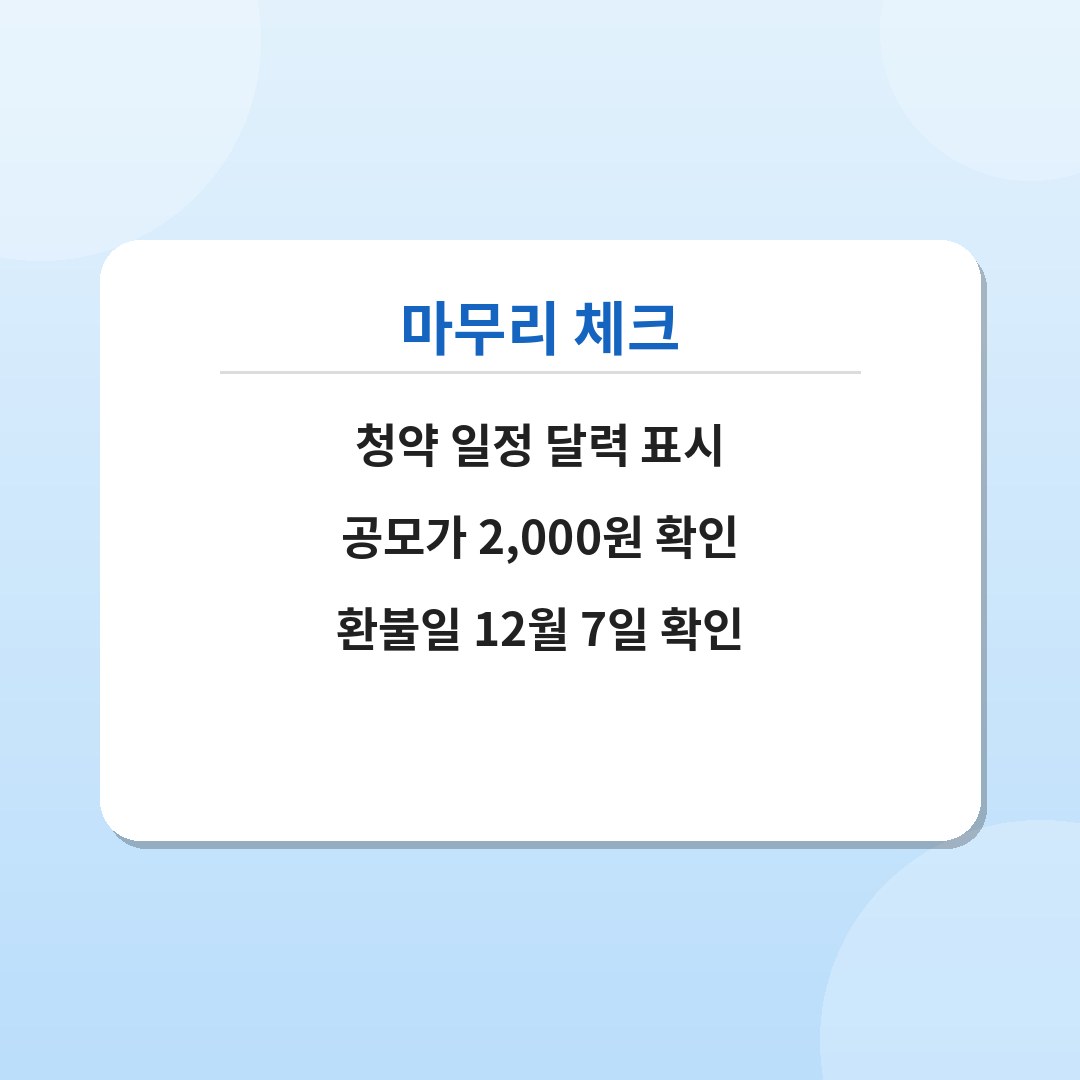 마무리 체크
청약 일정 달력 표시
공모가 2,000원 확인
환불일 12월 7일 확인